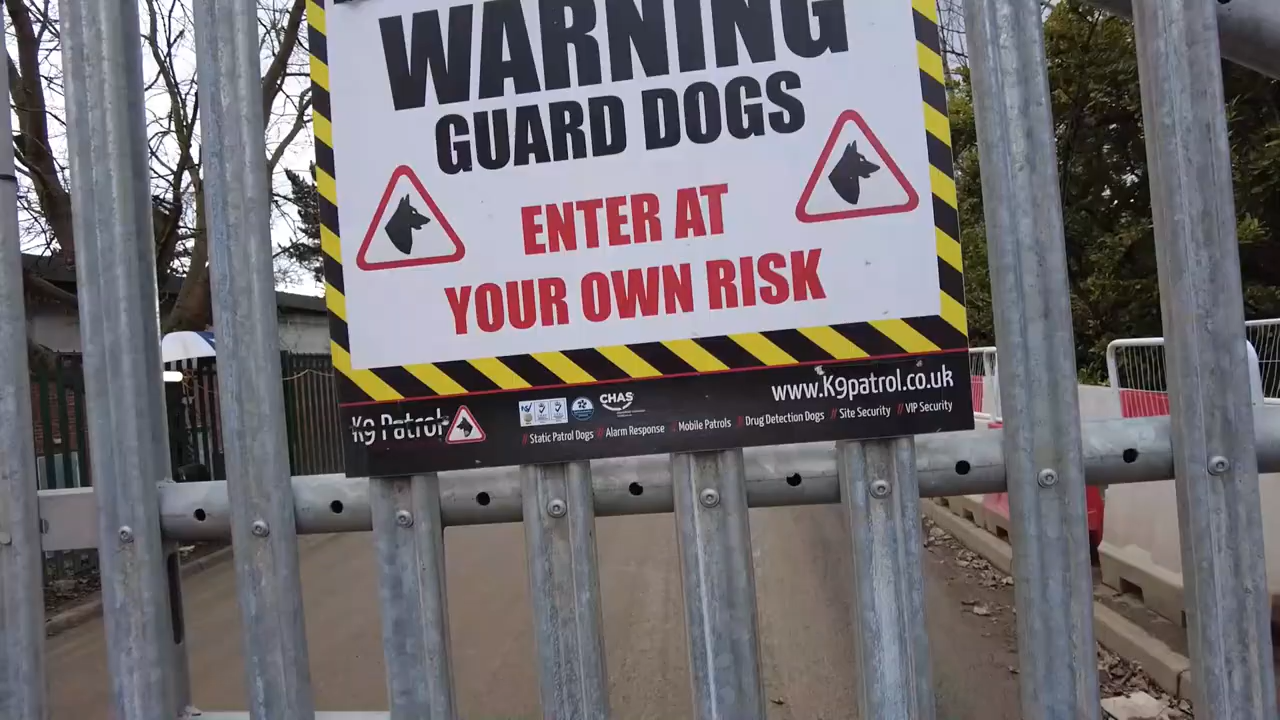 WARNING
GUARD DOGS
ENTER AT
YOUR OWN RISK
www.K9patrol.co.uk
K9 Patrol
CHAS
// Static Patrol Dogs // Alarm Response // Mobile Patrols // Drug Detection Dogs // Site Security // VIP Security